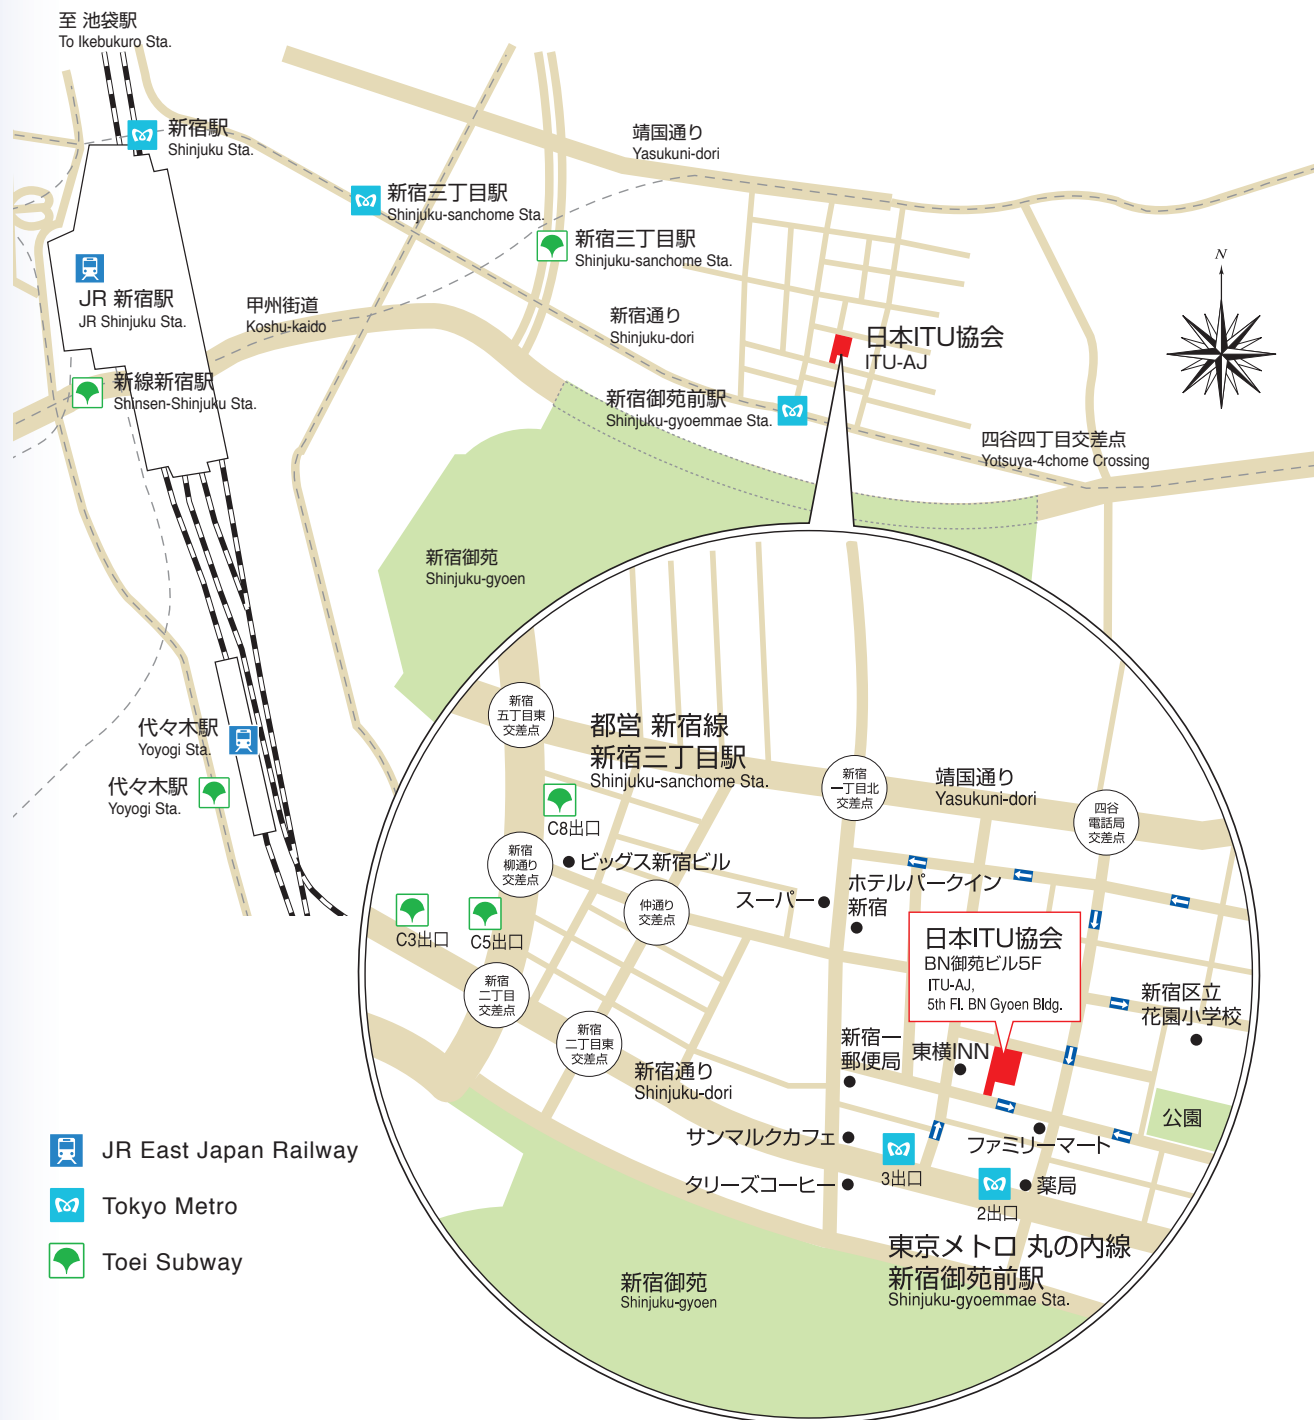 至 池袋駅
To Ikebukuro Sta.
新宿駅
Shinjuku Sta.
靖国通り
Yasukuni-dori
新宿三丁目駅
Shinjuku-sanchome Sta.
新宿三丁目駅
Shinjuku-sanchome Sta.
N
JR 新宿駅
JR Shinjuku Sta.
甲州街道
Koshu-kaido
新宿通り
Shinjuku-dori
日本ITU協会
ITU-AJ
新線新宿駅
Shinsen-Shinjuku Sta.
新宿御苑前駅
Shinjuku-gyoemmae Sta.
四谷四丁目交差点
Yotsuya-4chome Crossing
新宿御苑
Shinjuku-gyoen
代々木駅
Yoyogi Sta.
代々木駅
Yoyogi Sta.
新宿
五丁目東
交差点
都営 新宿線
新宿三丁目駅
Shinjuku-sanchome Sta.
新宿
一丁目北
交差点
靖国通り
Yasukuni-dori
四谷
電話局
交差点
C8出口
新宿
柳通り
交差点
ビッグス新宿ビル
仲通り
交差点
スーパー
ホテルパークイン
新宿
C3出口
C5出口
日本ITU協会
BN御苑ビル5F
ITU-AJ,
5th Fl. BN Gyoen Bldg.
新宿
二丁目
交差点
新宿区立
花園小学校
新宿
二丁目東
交差点
新宿一
郵便局
東横INN
新宿通り
Shinjuku-dori
公園
サンマルクカフェ
ファミリーマート
タリーズコーヒー
3出口
薬局
2出口
東京メトロ 丸の内線
新宿御苑前駅
Shinjuku-gyoemmae Sta.
新宿御苑
Shinjuku-gyoen
JR East Japan Railway
Tokyo Metro
Toei Subway